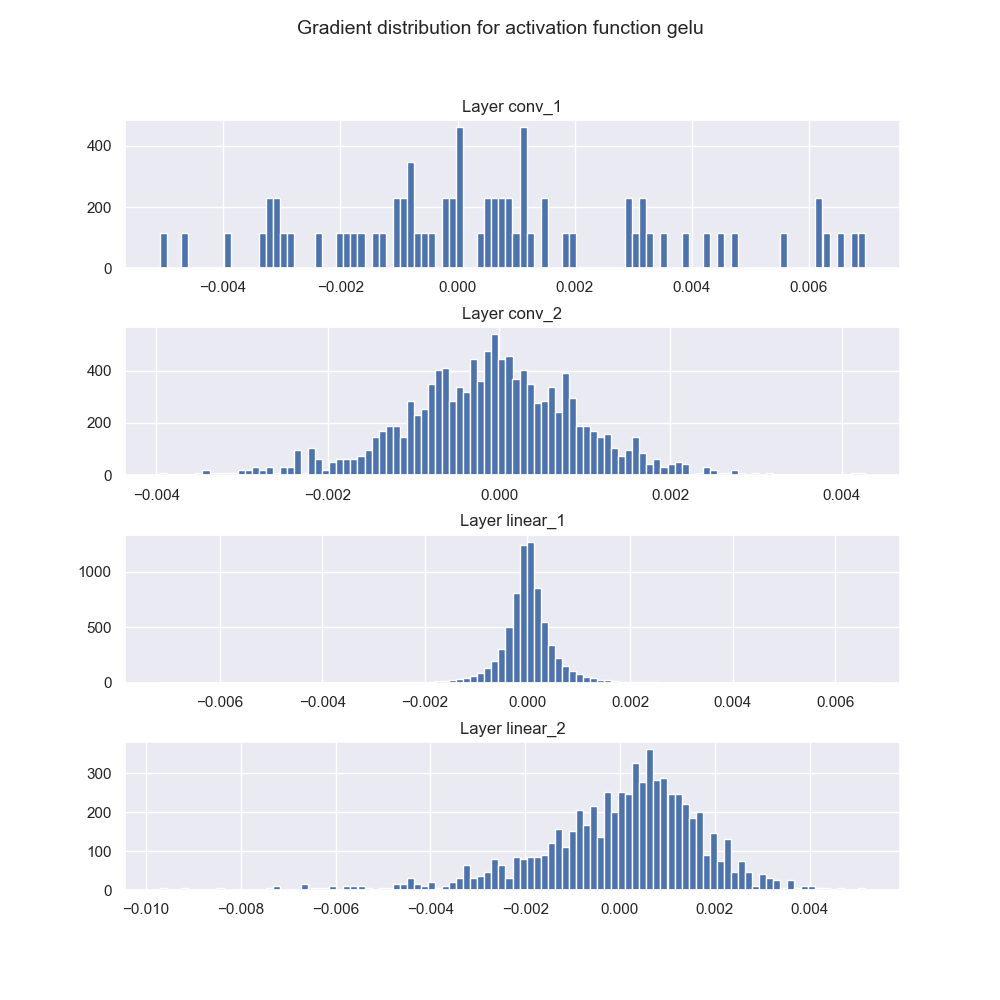 Gradient distribution for activation function gelu
Layer conv_1
400
200
0
−0.004 −0.002 0.000 0.002 0.004 0.006
Layer conv_2
400
200
0
−0.004 −0.002 0.000 0.002 0.004
Layer linear_1
1000
500
0
−0.006 −0.004 −0.002 0.000 0.002 0.004 0.006
Layer linear_2
300
200
100
0
−0.010 −0.008 −0.006 −0.004 −0.002 0.000 0.002 0.004